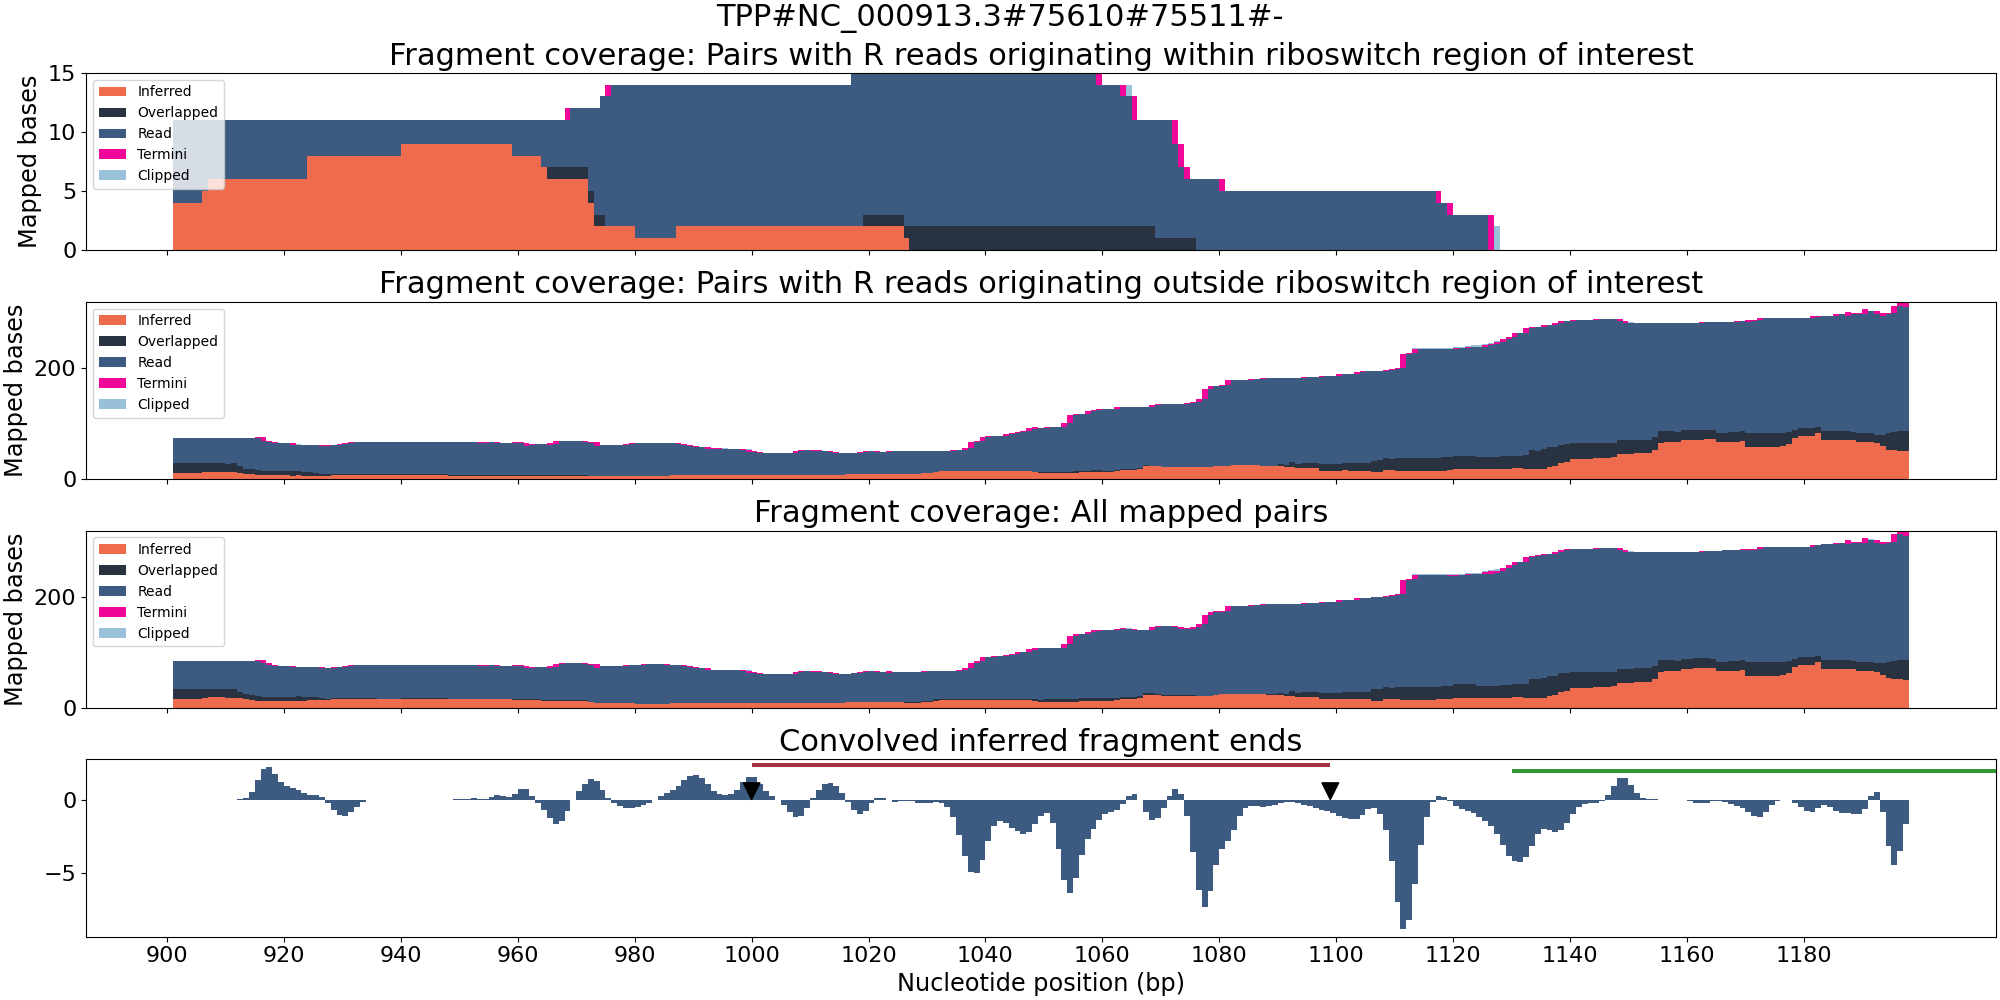 TPP#NC_000913.3#75610#75511#-
Fragment coverage: Pairs with R reads originating within riboswitch region of interest
Mapped bases
15
10
5
0
Inferred
Overlapped
Read
Termini
Clipped
Fragment coverage: Pairs with R reads originating outside riboswitch region of interest
Mapped bases
200
0
Inferred
Overlapped
Read
Termini
Clipped
Fragment coverage: All mapped pairs
Mapped bases
200
0
Inferred
Overlapped
Read
Termini
Clipped
Convolved inferred fragment ends
0
−5
900 920 940 960 980 1000 1020 1040 1060 1080 1100 1120 1140 1160 1180
Nucleotide position (bp)